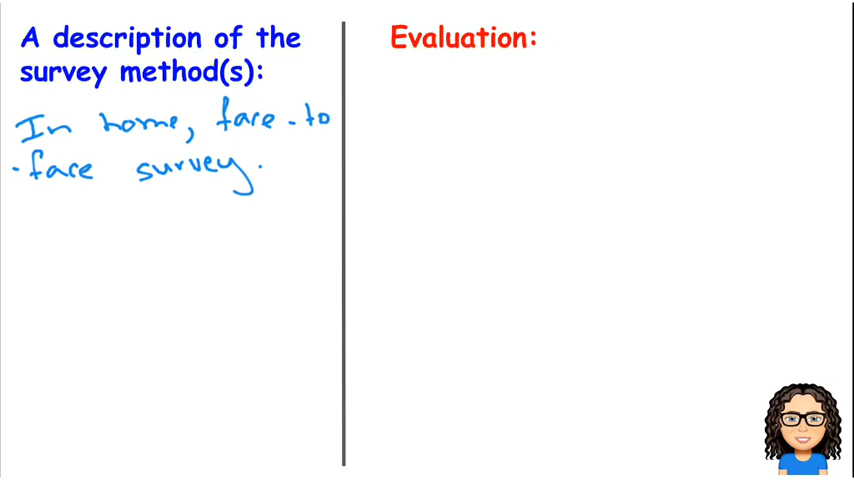 A description of the
survey method(s):
In home, face-to
-face survey.
Evaluation: